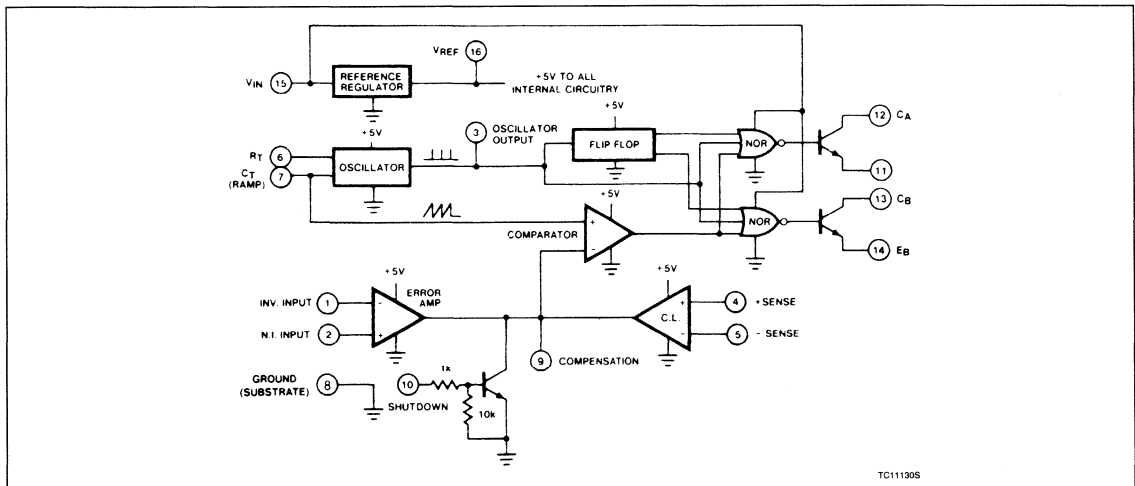 VREF 16
VIN 15
REFERENCE
REGULATOR
+5V TO ALL
INTERNAL CIRCUITRY
+5V
3 OSCILLATOR
OUTPUT
+5V
RT 6
CT 7
(RAMP)
OSCILLATOR
FLIP FLOP
NOR
12 CA
11
+5V
COMPARATOR
+
-
NOR
13 CB
14 EB
+5V
ERROR
AMP
INV. INPUT 1
-
N.I. INPUT 2
+
+5V
C.L.
+
-
4 +SENSE
5 - SENSE
9 COMPENSATION
GROUND 8
(SUBSTRATE)
10
1k
SHUTDOWN
10k
TC11130S